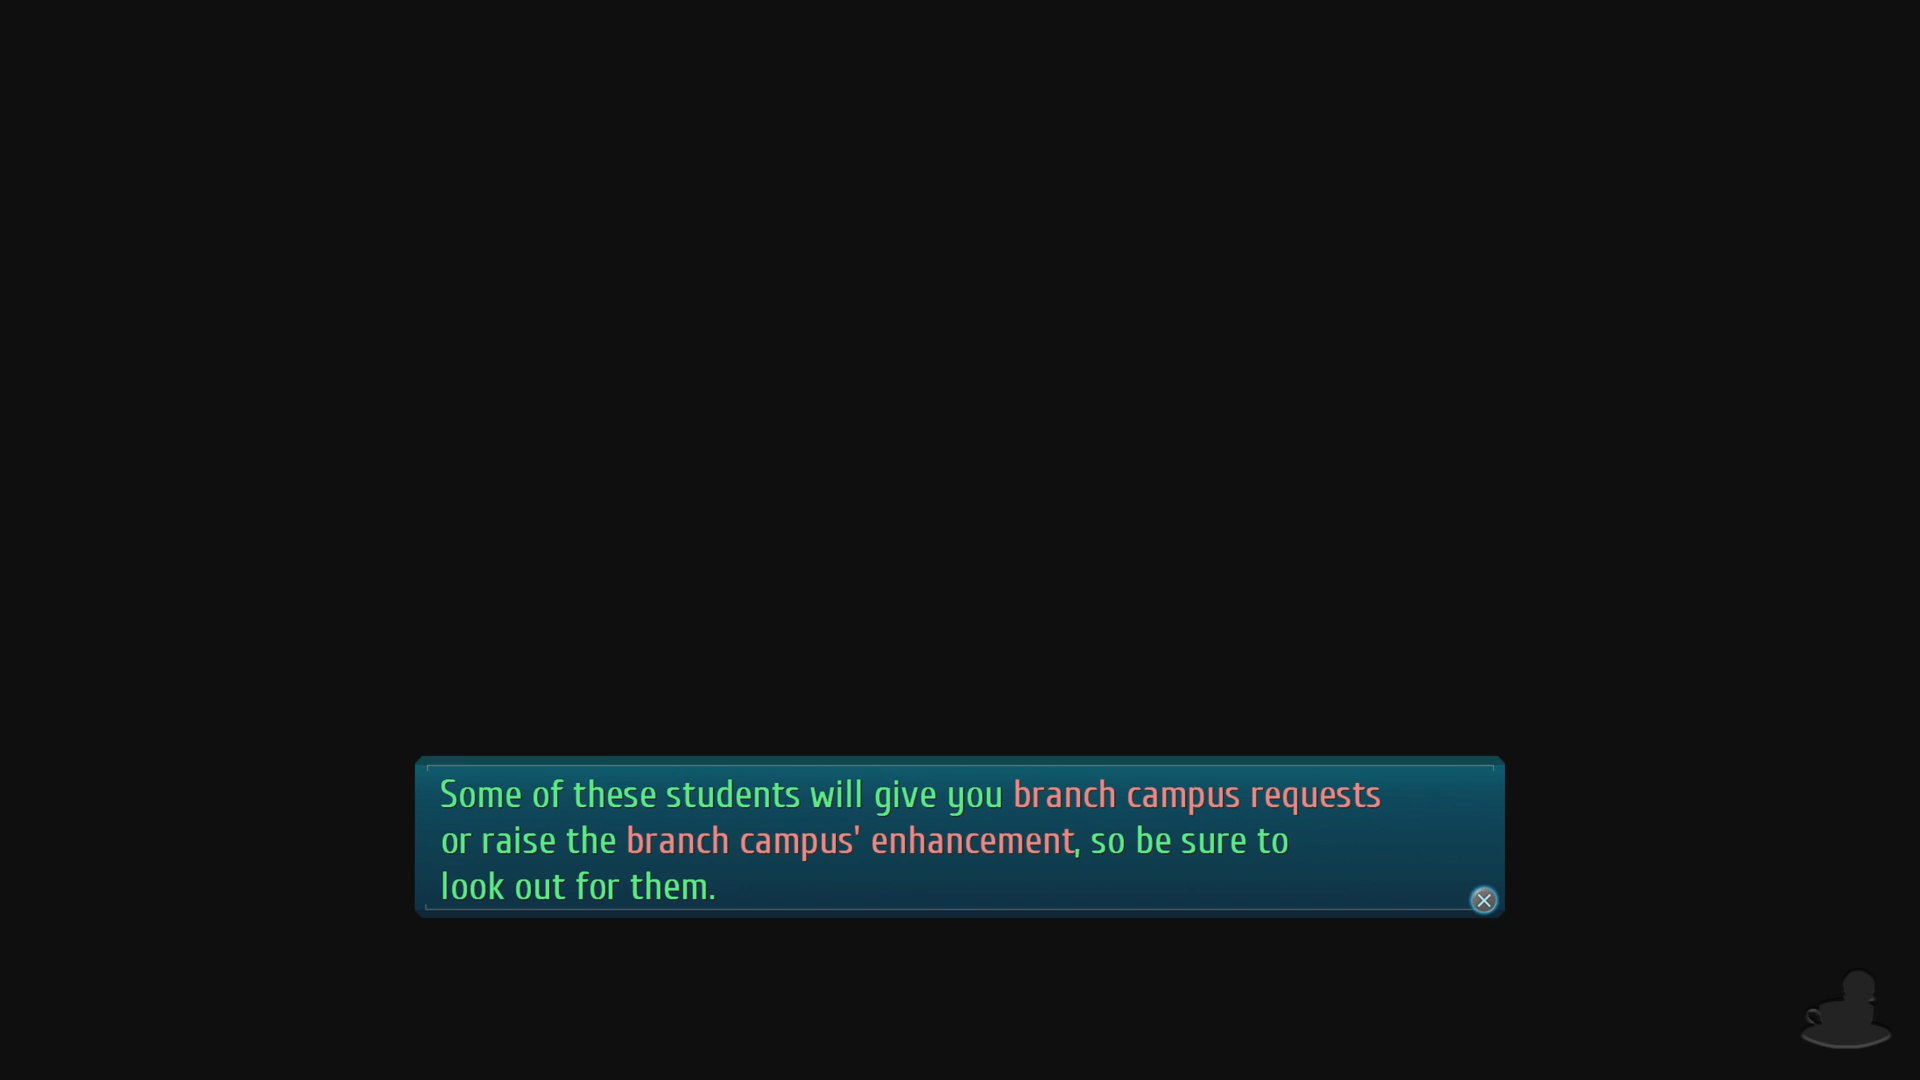 Some of these students will give you branch campus requests
or raise the branch campus' enhancement, so be sure to
look out for them.